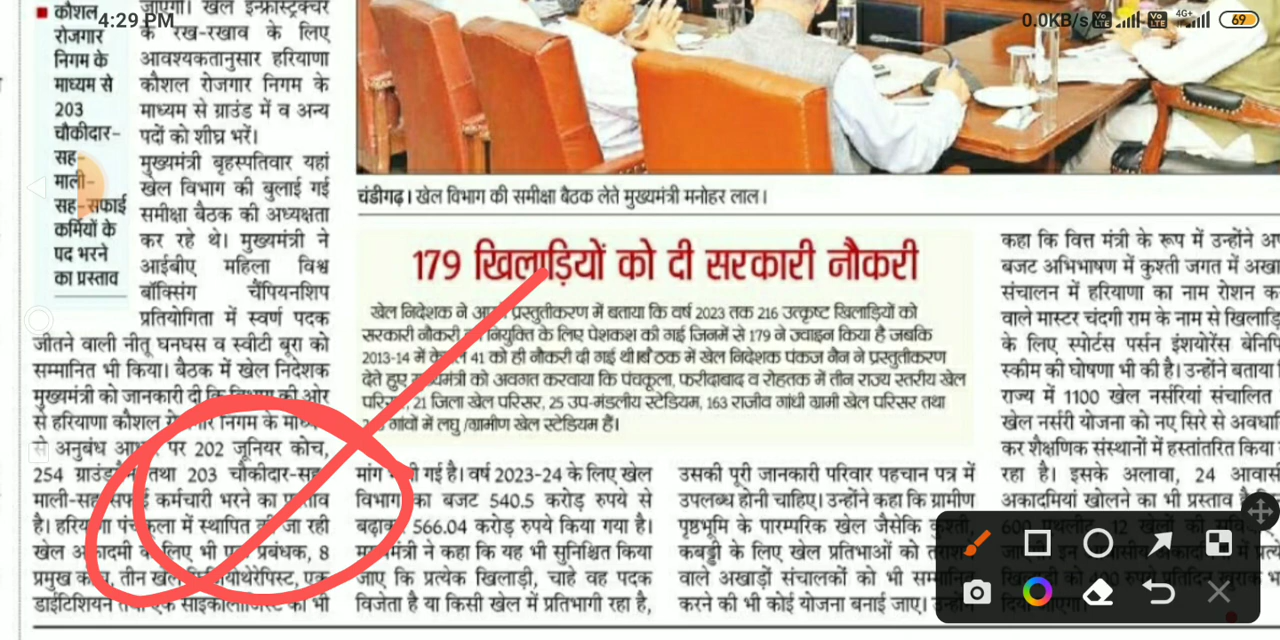 4:29 PM
0.0KB/s
4G+
69
कौशल
रोजगार
निगम के
माध्यम से
203
चौकीदार-
सह-
माली-
सह-सफाई
कर्मियों के
पद भरने
का प्रस्ताव
जाएगा। खेल इन्फ्रास्ट्रक्चर
के रख-रखाव के लिए
आवश्यकतानुसार हरियाणा
कौशल रोजगार निगम के
माध्यम से ग्राउंड में व अन्य
पदों को शीघ्र भरें।
मुख्यमंत्री बृहस्पतिवार यहां
खेल विभाग की बुलाई गई
समीक्षा बैठक की अध्यक्षता
कर रहे थे। मुख्यमंत्री ने
आईबीए महिला विश्व
बॉक्सिंग चैंपियनशिप
प्रतियोगिता में स्वर्ण पदक
जीतने वाली नीतू घनघस व स्वीटी बूरा को
सम्मानित भी किया। बैठक में खेल निदेशक
मुख्यमंत्री को जानकारी दी कि विभाग की ओर
से हरियाणा कौशल निगम के
से अनुबंध पर 202 जूनियर कोच,
254 तथा 203 चौकीदार-सह-
माली-सह कर्मचारी भरने का
है। में स्थापित की जा रही
खेल के लिए भी प्रबंधक, 8
प्रमुख तीन खेल एक
डाईटिशियन को भी
चंडीगढ़। खेल विभाग की समीक्षा बैठक लेते मुख्यमंत्री मनोहर लाल।
179 खिलाड़ियों को दी सरकारी नौकरी
खेल निदेशक ने प्रस्तुतीकरण में बताया कि वर्ष 2023 तक 216 उत्कृष्ट खिलाड़ियों को
सरकारी नौकरी नियुक्ति के लिए पेशकश की गई जिनमें से 179 ने ज्वाइन किया है जबकि
2013-14 में 41 को ही नौकरी दी गई थी। बैठक में खेल निदेशक पंकज नैन ने प्रस्तुतीकरण
देते हुए को अवगत करवाया कि पंचकूला, फरीदाबाद व रोहतक में तीन राज्य स्तरीय खेल
21 जिला खेल परिसर, 25 उप-मंडलीय स्टेडियम, 163 राजीव गांधी ग्रामी खेल परिसर तथा
गांवों में लघु /ग्रामीण खेल स्टेडियम हैं।
मांग गई है। वर्ष 2023-24 के लिए खेल
विभाग का बजट 540.5 करोड़ रुपये से
बढ़ाकर 566.04 करोड़ रुपये किया गया है।
ने कहा कि यह भी सुनिश्चित किया
जाए कि प्रत्येक खिलाड़ी, चाहे वह पदक
विजेता है या किसी खेल में प्रतिभागी रहा है,
उसकी पूरी जानकारी परिवार पहचान पत्र में
उपलब्ध होनी चाहिए। उन्होंने कहा कि ग्रामीण
पृष्ठभूमि के पारम्परिक खेल जैसेकि कुश्ती,
कबड्डी के लिए खेल प्रतिभाओं को
वाले अखाड़ों संचालकों को भी सम्मानित
करने की भी कोई योजना बनाई जाए। उन्होंने
कहा कि वित्त मंत्री के रूप में उन्होंने
बजट अभिभाषण में कुश्ती जगत में
संचालन में हरियाणा का नाम रोशन
वाले मास्टर चंदगी राम के नाम से
के लिए स्पोर्टस पर्सन इंशयोरेंस
स्कीम की घोषणा भी की है। उन्होंने बताया
राज्य में 1100 खेल नर्सरियां संचालित
खेल नर्सरी योजना को नए सिरे से
कर शैक्षणिक संस्थानों में हस्तांतरित किया
रहा है। इसके अलावा, 24
अकादमियां खोलने का भी प्रस्ताव है